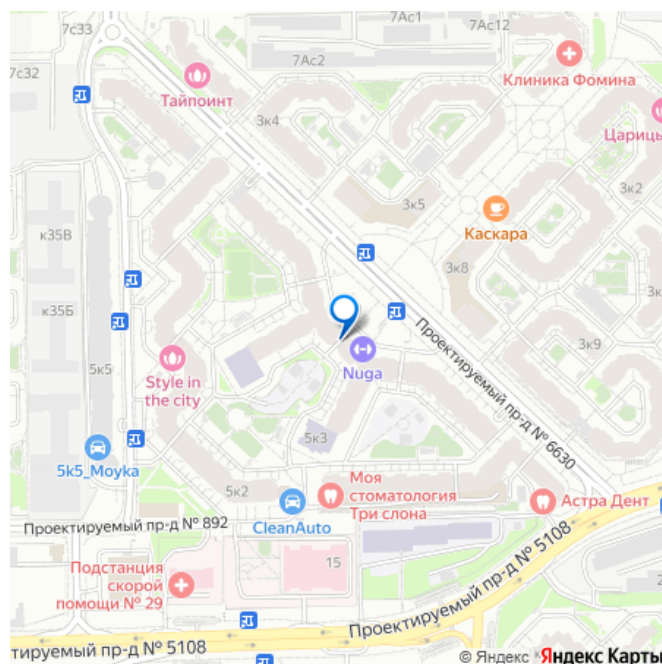 7с33
7Ас1
7Ас12
7с32
7Ас2
Клиника Фомина
Тайпоинт
3к4
Царицы
3к2
3к5
к35В
Каскара
3к8
к35Б
Проектируемый пр-д № 6630
3к9
5к5
Nuga
Style in
the city
5к3
5k5_Moyka
5к2
Моя
стоматология
Три слона
Астра Дент
Проектируемый пр-д № 892
CleanAuto
15
Подстанция
скорой
помощи № 29
Проектируемый пр-д № 5108
тируемый пр-д № 5108
© Яндекс
Яндекс Карты